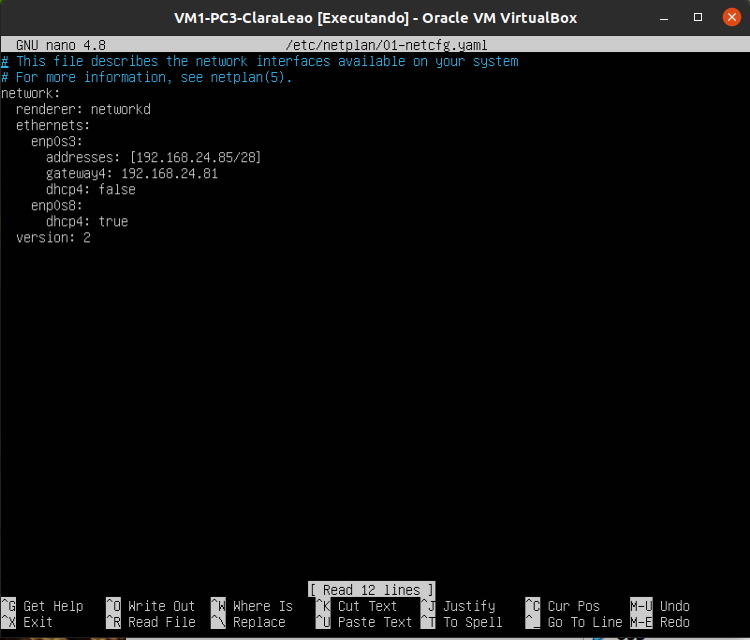 VM1-PC3-ClaraLeao [Executando] - Oracle VM VirtualBox
GNU nano 4.8 /etc/netplan/01-netcfg.yaml
# This file describes the network interfaces available on your system
# For more information, see netplan(5).
network:
  renderer: networkd
  ethernets:
    enp0s3:
      addresses: [192.168.24.85/28]
      gateway4: 192.168.24.81
      dhcp4: false
    enp0s8:
      dhcp4: true
  version: 2
[ Read 12 lines ]
^G Get Help ^O Write Out ^W Where Is ^K Cut Text ^J Justify ^C Cur Pos M-U Undo
^X Exit ^R Read File ^\ Replace ^U Paste Text ^T To Spell ^_ Go To Line M-E Redo